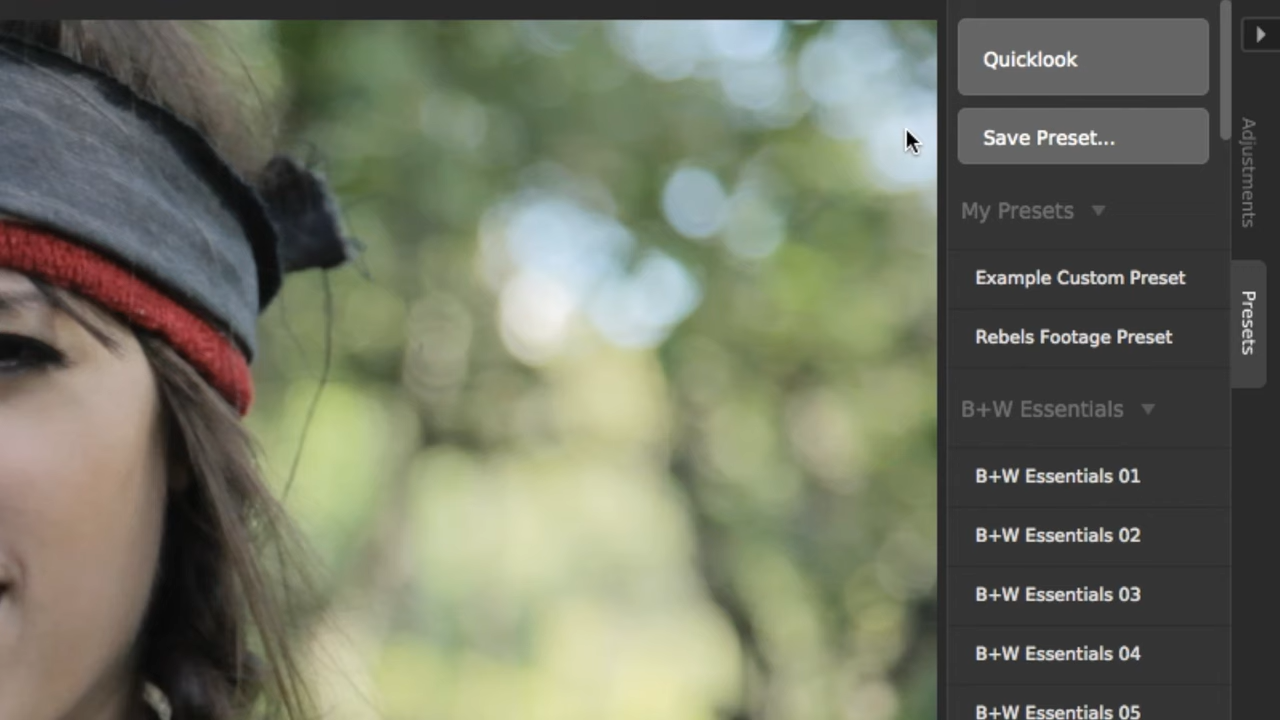 Quicklook
Save Preset...
My Presets
Example Custom Preset
Rebels Footage Preset
B+W Essentials
B+W Essentials 01
B+W Essentials 02
B+W Essentials 03
B+W Essentials 04
B+W Essentials 05
Adjustments
Presets